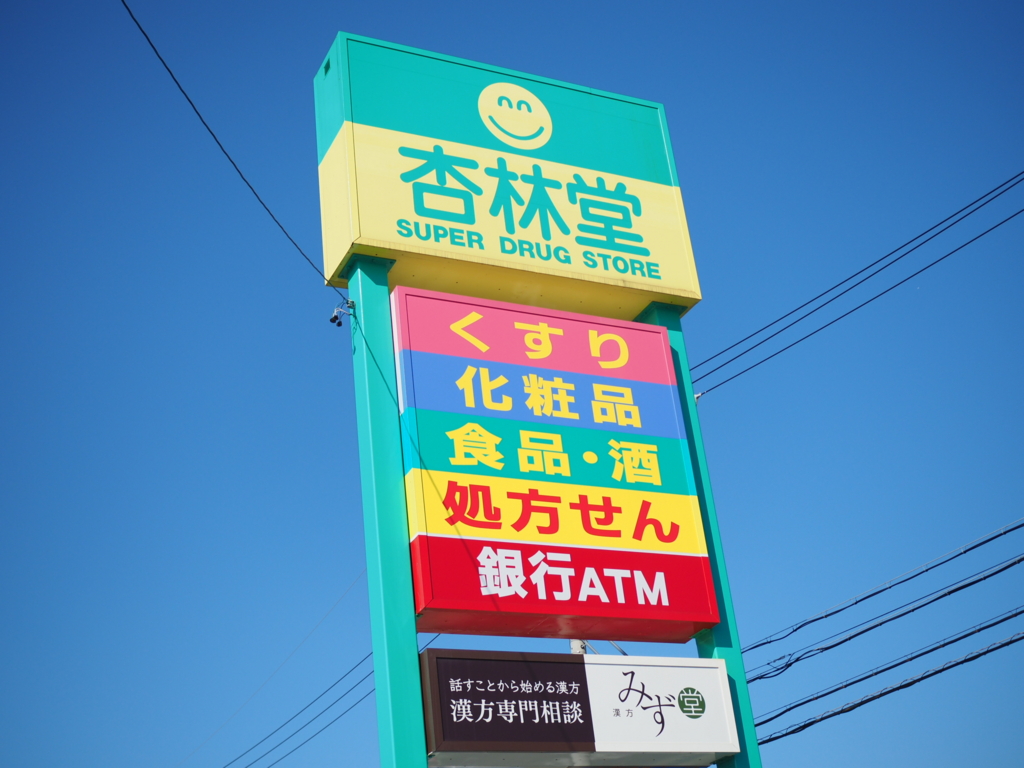 杏林堂
SUPER DRUG STORE
くすり
化粧品
食品・酒
処方せん
銀行ATM
話すことから始める漢方
漢方専門相談
漢方 みず堂